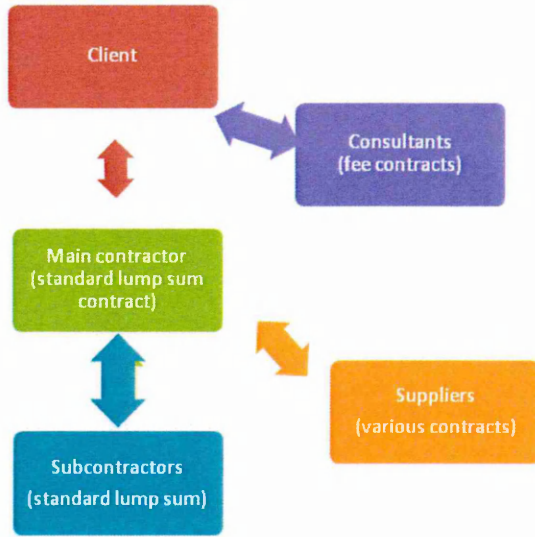 Client
Consultants
(fee contracts)
Main contractor
(standard lump sum
contract)
Suppliers
(various contracts)
Subcontractors
(standard lump sum)